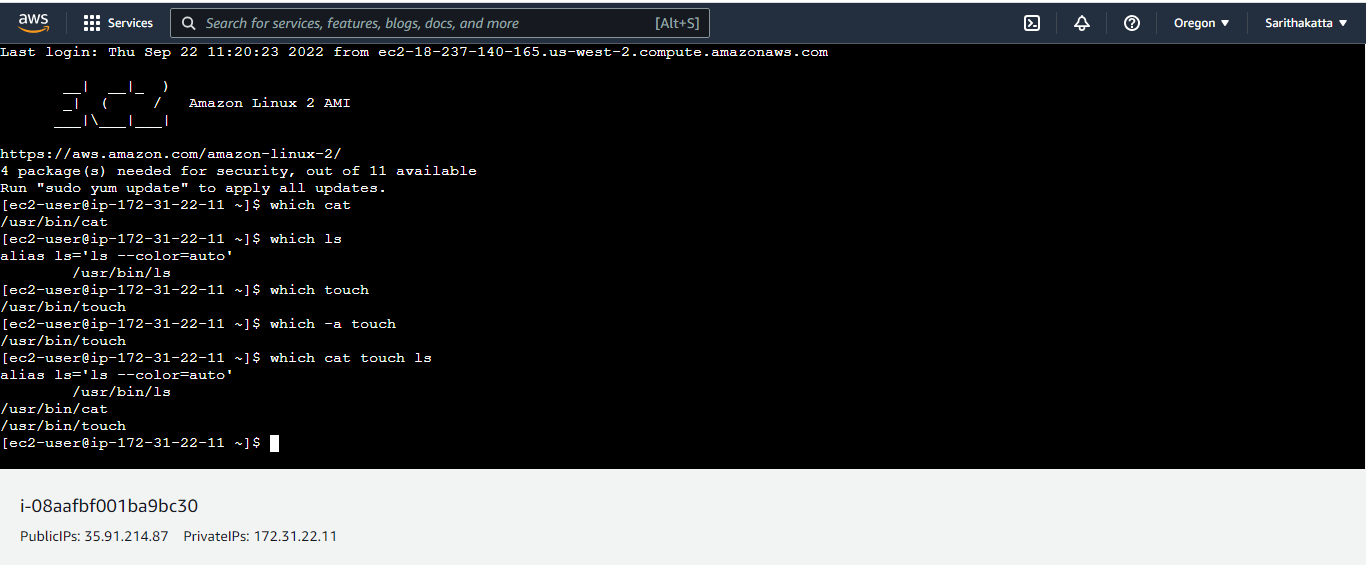 aws Services Search for services, features, blogs, docs, and more [Alt+S] Oregon Sarithakatta
Last login: Thu Sep 22 11:20:23 2022 from ec2-18-237-140-165.us-west-2.compute.amazonaws.com
       __|  __|_  )
       _|  (     /   Amazon Linux 2 AMI
      ___|\___|___|
https://aws.amazon.com/amazon-linux-2/
4 package(s) needed for security, out of 11 available
Run "sudo yum update" to apply all updates.
[ec2-user@ip-172-31-22-11 ~]$ which cat
/usr/bin/cat
[ec2-user@ip-172-31-22-11 ~]$ which ls
alias ls='ls --color=auto'
        /usr/bin/ls
[ec2-user@ip-172-31-22-11 ~]$ which touch
/usr/bin/touch
[ec2-user@ip-172-31-22-11 ~]$ which -a touch
/usr/bin/touch
[ec2-user@ip-172-31-22-11 ~]$ which cat touch ls
alias ls='ls --color=auto'
        /usr/bin/ls
/usr/bin/cat
/usr/bin/touch
[ec2-user@ip-172-31-22-11 ~]$
i-08aafbf001ba9bc30
PublicIPs: 35.91.214.87 PrivateIPs: 172.31.22.11